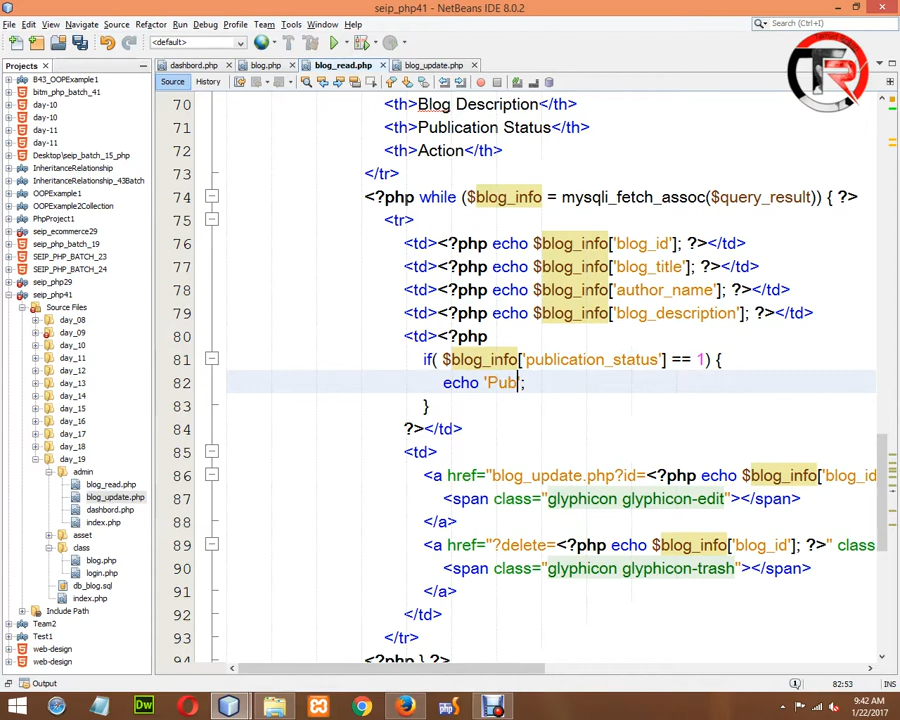 seip_php41 - NetBeans IDE 8.0.2
File Edit View Navigate Source Refactor Run Debug Profile Team Tools Window Help
Search (Ctrl+I)
<default>
Projects
dashbord.php blog.php blog_read.php blog_update.php
Source History
B43_OOPExample1
bitm_php_batch_41
day-10
day-10
day-11
day-11
Desktop\seip_batch_15_php
InheritanceRelationship
InheritanceRelationship_43Batch
OOPExample1
OOPExample2Collection
PhpProject1
seip_ecommerce29
seip_php_batch_19
SEIP_PHP_BATCH_23
SEIP_PHP_BATCH_24
seip_php29
seip_php41
Source Files
day_08
day_09
day_10
day_11
day_12
day_13
day_14
day_15
day_16
day_17
day_18
day_19
admin
blog_read.php
blog_update.php
dashbord.php
index.php
asset
class
blog.php
login.php
db_blog.sql
index.php
Include Path
Team2
Test1
web-design
web-design
70 <th>Blog Description</th>
71 <th>Publication Status</th>
72 <th>Action</th>
73 </tr>
74 <?php while ($blog_info = mysqli_fetch_assoc($query_result)) { ?>
75 <tr>
76 <td><?php echo $blog_info['blog_id']; ?></td>
77 <td><?php echo $blog_info['blog_title']; ?></td>
78 <td><?php echo $blog_info['author_name']; ?></td>
79 <td><?php echo $blog_info['blog_description']; ?></td>
80 <td><?php
81 if( $blog_info['publication_status'] == 1) {
82 echo 'Pub';
83 }
84 ?></td>
85 <td>
86 <a href="blog_update.php?id=<?php echo $blog_info['blog_id
87 <span class="glyphicon glyphicon-edit"></span>
88 </a>
89 <a href="?delete=<?php echo $blog_info['blog_id']; ?>" class
90 <span class="glyphicon glyphicon-trash"></span>
91 </a>
92 </td>
93 </tr>
94 <?php } ?>
Output
82:53 INS
Dw
9:42 AM
1/22/2017